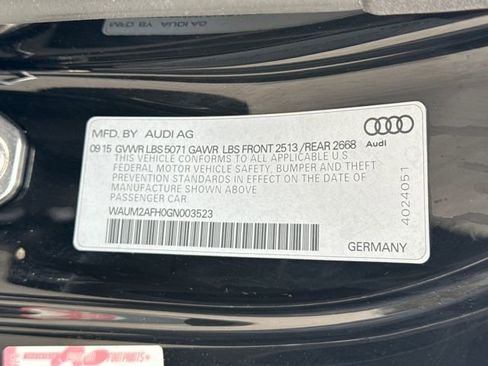 MFD. BY AUDI AG
09 15 GVWR LBS 5071 GAWR LBS FRONT 2513 /REAR 2668
THIS VEHICLE CONFORMS TO ALL APPLICABLE U.S.
FEDERAL MOTOR VEHICLE SAFETY, BUMPER, AND THEFT
PREVENTION STANDARDS IN EFFECT ON THE DATE OF
MANUFACTURE SHOWN ABOVE.
PASSENGER CAR
WAUM2AFH0GN003523
GERMANY
Audi
4024051